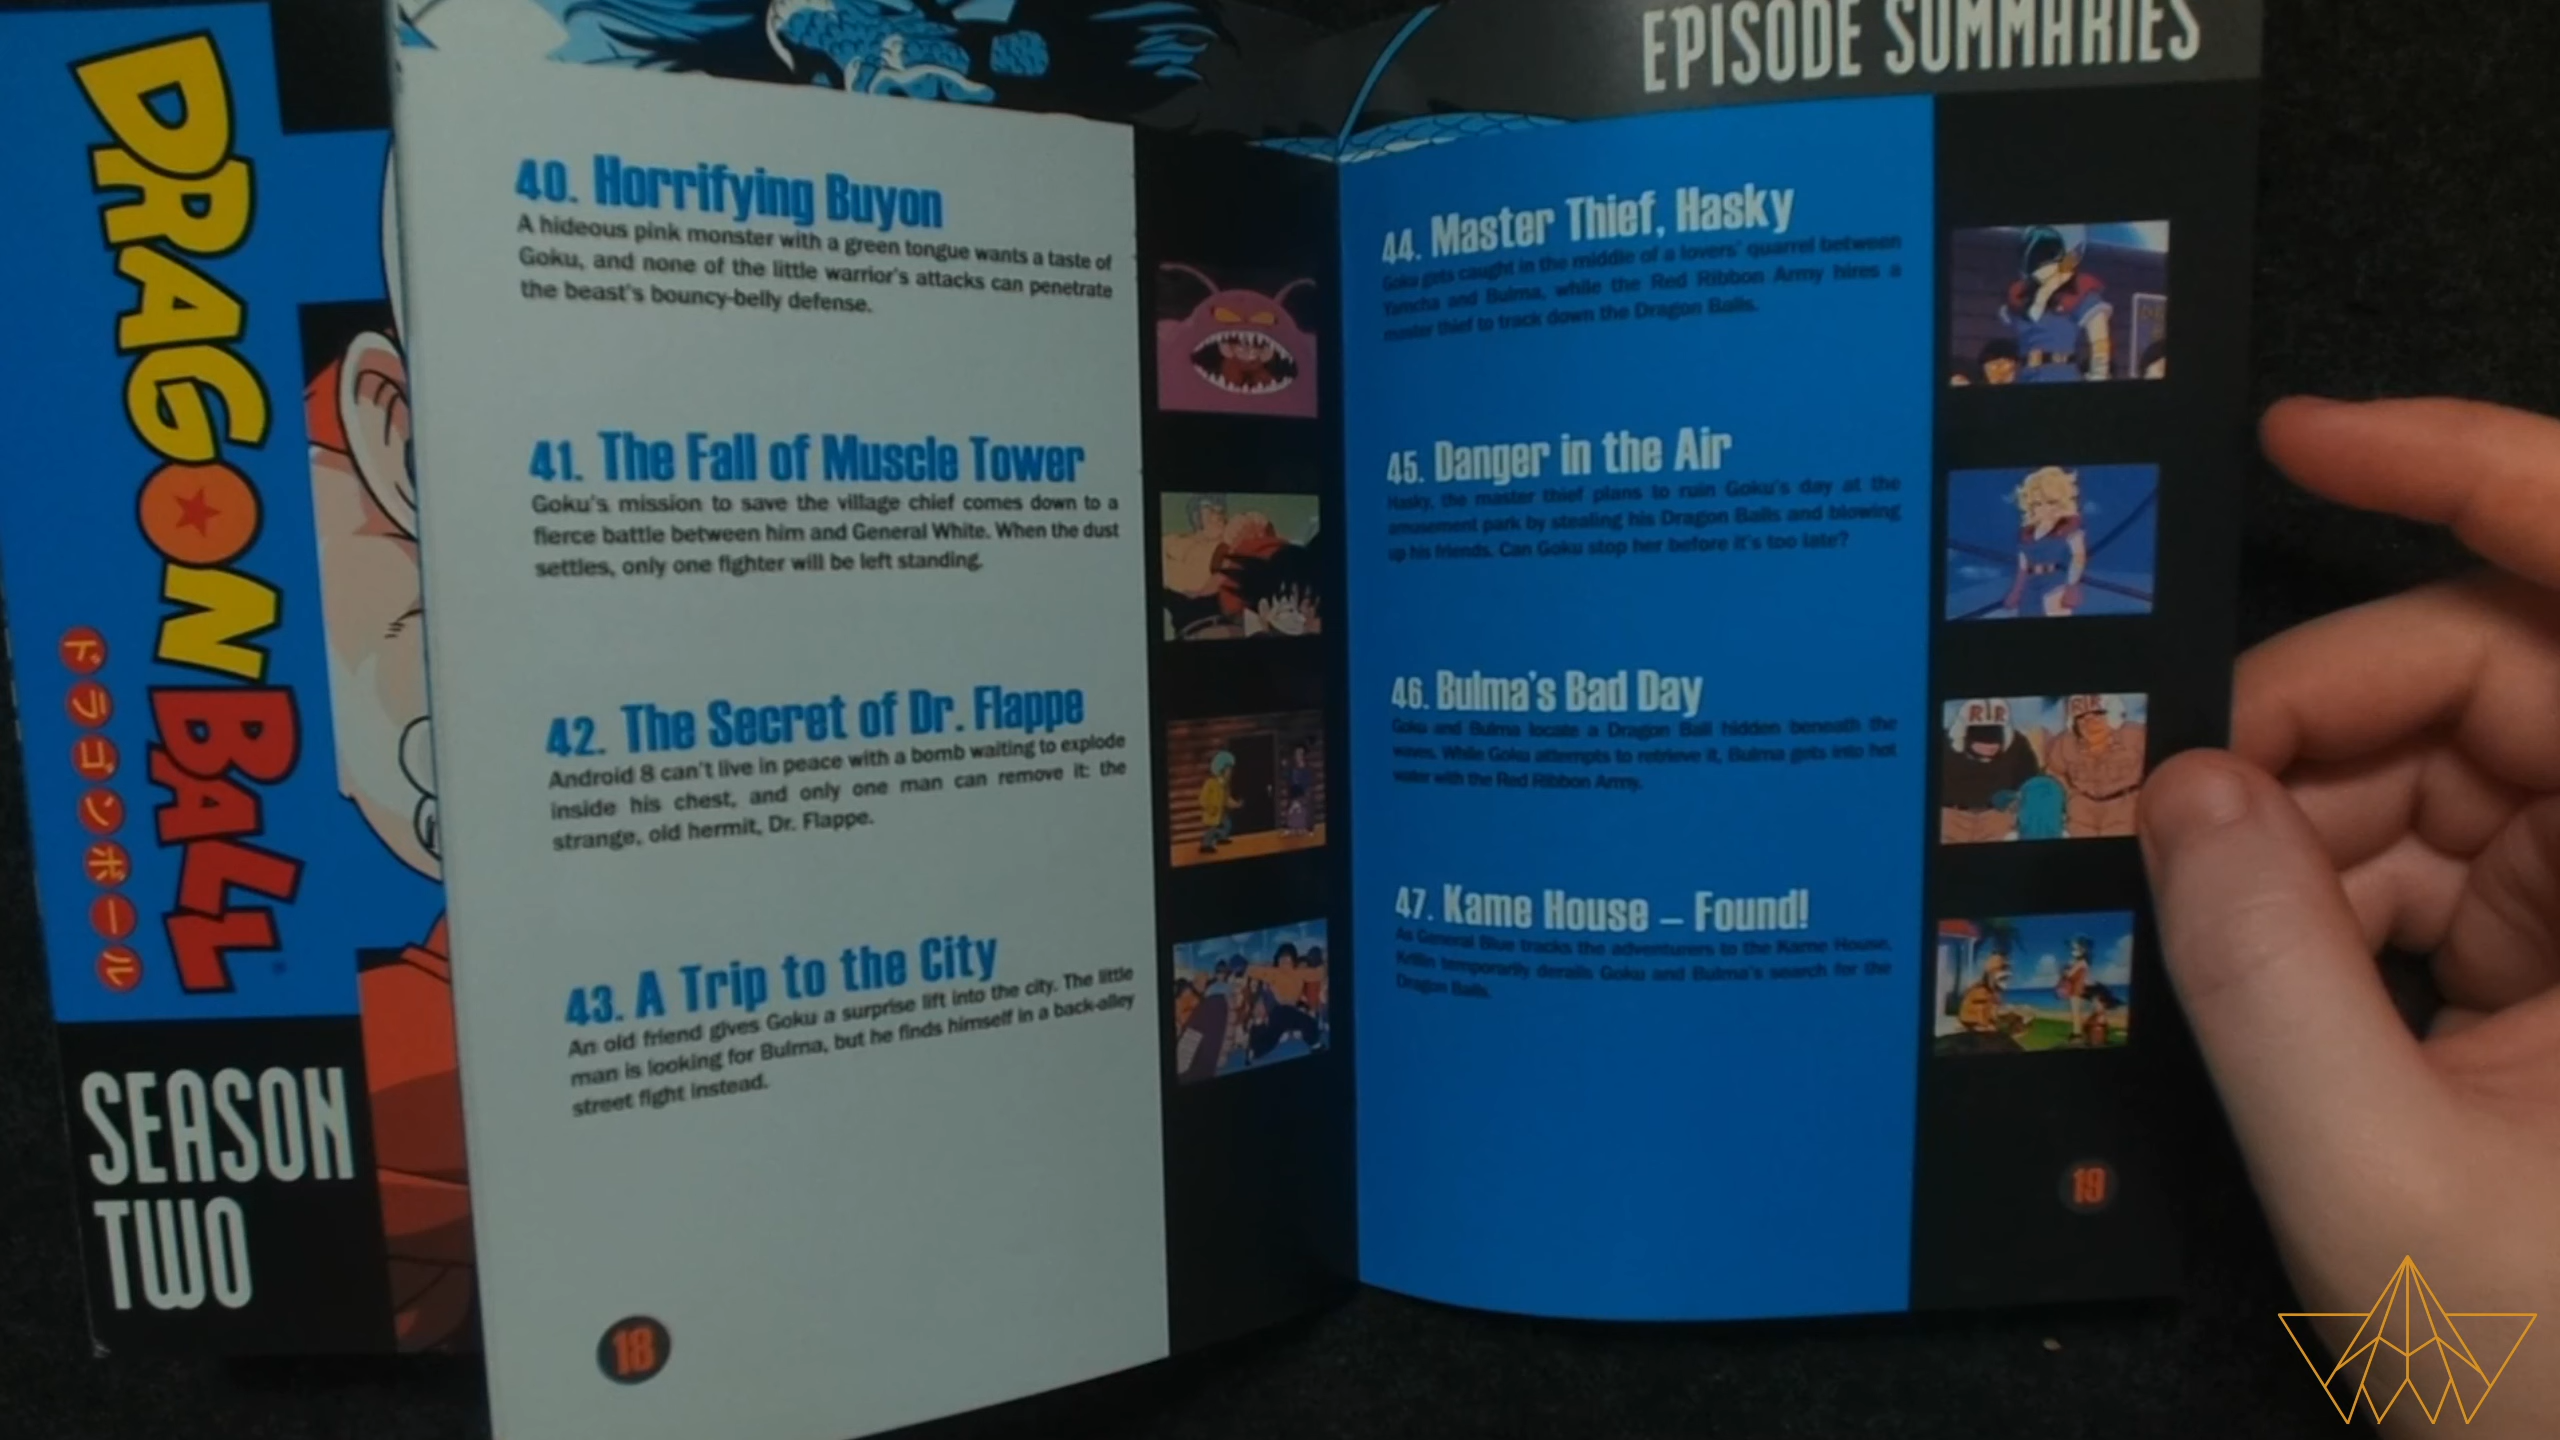 DRAGON BALL
ドラゴンボール
SEASON
TWO
40. Horrifying Buyon
A hideous pink monster with a green tongue wants a taste of
Goku, and none of the little warrior's attacks can penetrate
the beast's bouncy-belly defense.
41. The Fall of Muscle Tower
Goku's mission to save the village chief comes down to a
fierce battle between him and General White. When the dust
settles, only one fighter will be left standing.
42. The Secret of Dr. Flappe
Android 8 can't live in peace with a bomb waiting to explode
inside his chest, and only one man can remove it: the
strange, old hermit, Dr. Flappe.
43. A Trip to the City
An old friend gives Goku a surprise lift into the city. The little
man is looking for Bulma, but he finds himself in a back-alley
street fight instead.
18
EPISODE SUMMARIES
44. Master Thief, Hasky
Goku gets caught in the middle of a lovers' quarrel between
Yamcha and Bulma, while the Red Ribbon Army hires a
master thief to track down the Dragon Balls.
45. Danger in the Air
Hasky, the master thief plans to ruin Goku's day at the
amusement park by stealing his Dragon Balls and blowing
up his friends. Can Goku stop her before it's too late?
46. Bulma's Bad Day
Goku and Bulma locate a Dragon Ball hidden beneath the
waves. While Goku attempts to retrieve it, Bulma gets into hot
water with the Red Ribbon Army.
RR
RR
47. Kame House – Found!
As General Blue tracks the adventurers to the Kame House,
Krillin temporarily derails Goku and Bulma's search for the
Dragon Balls.
19